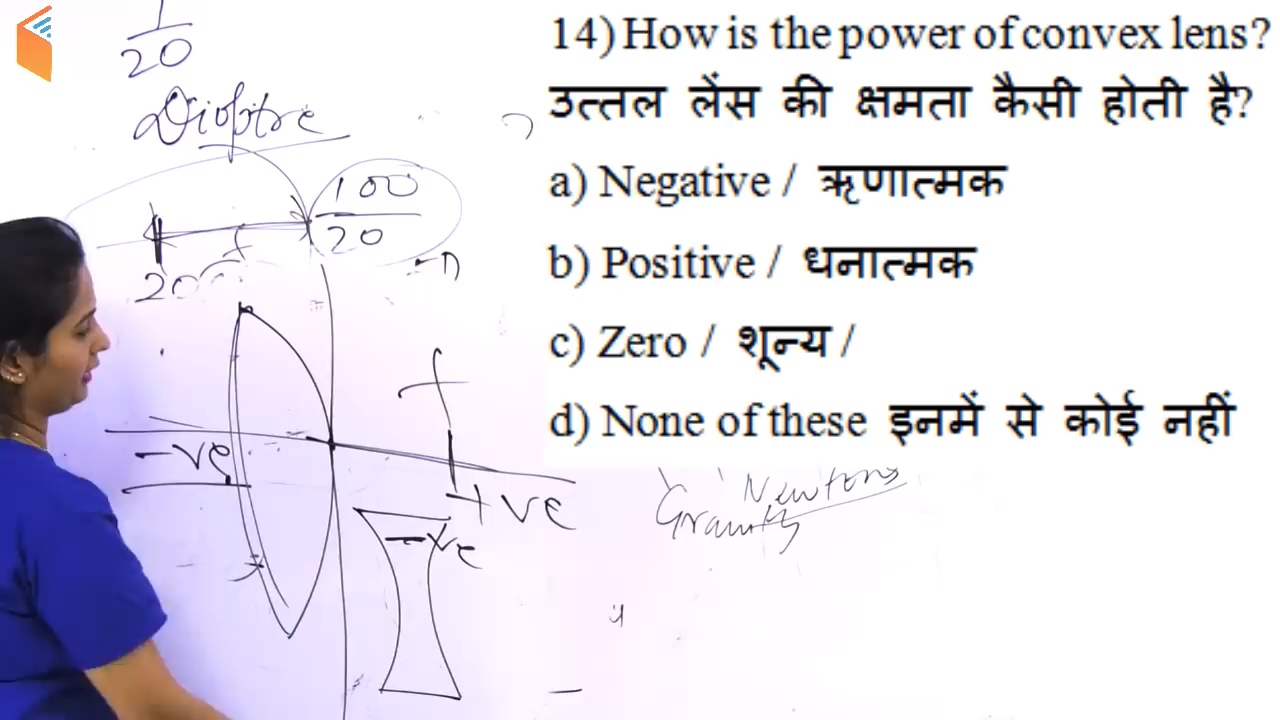 1
20
Dioptre
100
20
20
f
-ve
f
+ve
-ve
14) How is the power of convex lens?
उत्तल लेंस की क्षमता कैसी होती है?
a) Negative / ऋणात्मक
b) Positive / धनात्मक
c) Zero / शून्य /
d) None of these इनमें से कोई नहीं
Newtons
Gravity